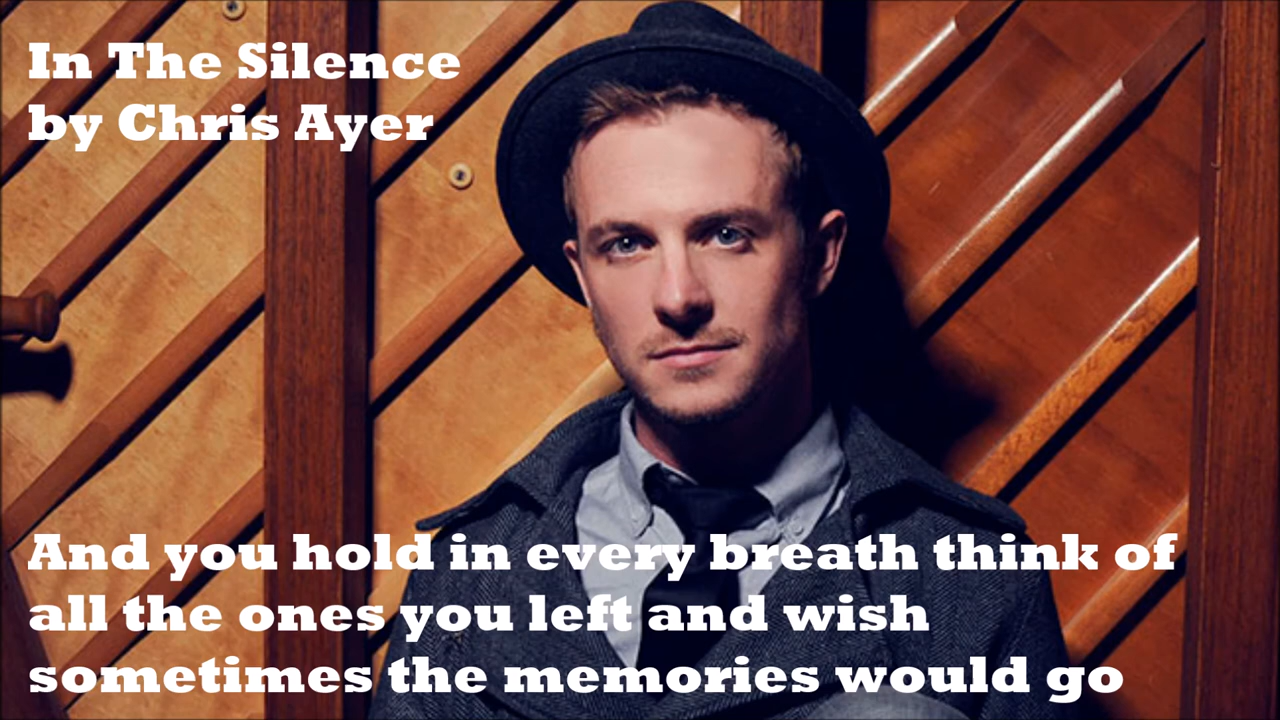 In The Silence
by Chris Ayer
And you hold in every breath think of
all the ones you left and wish
sometimes the memories would go